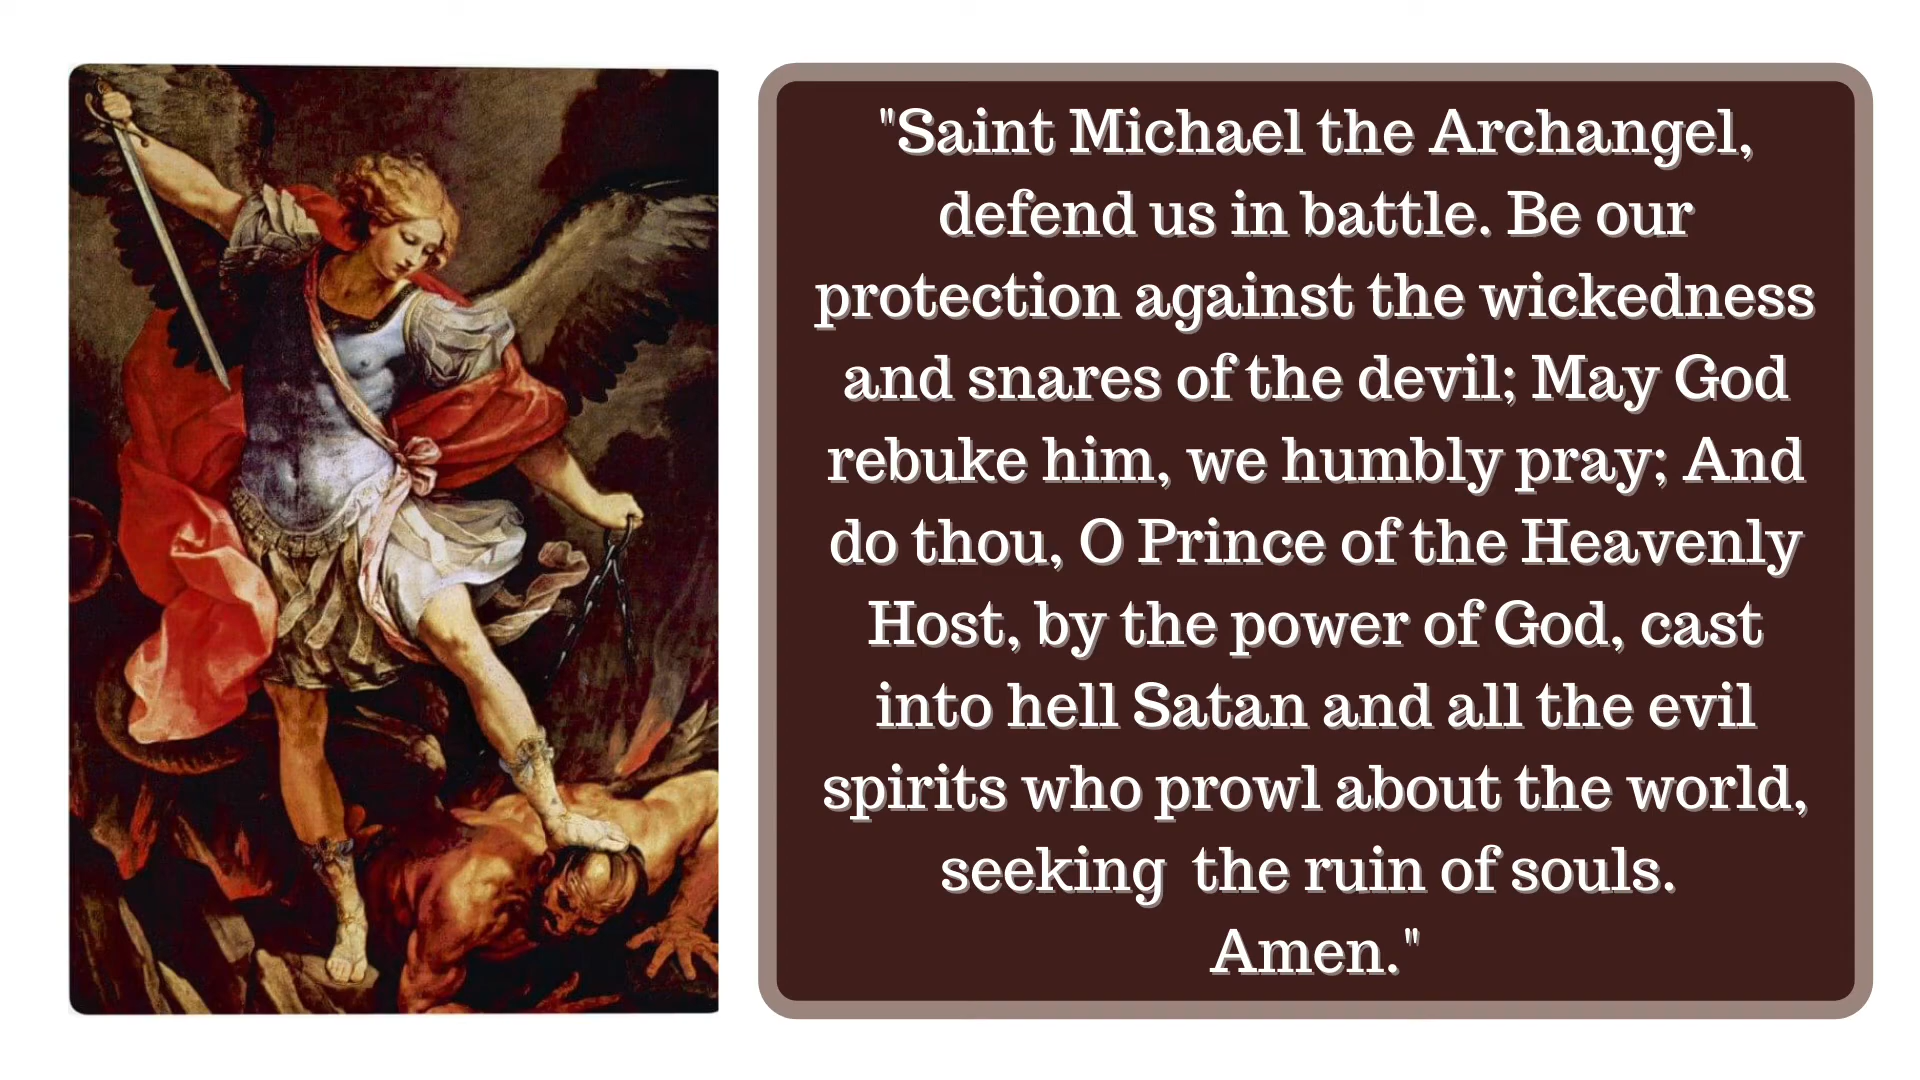 "Saint Michael the Archangel,
defend us in battle. Be our
protection against the wickedness
and snares of the devil; May God
rebuke him, we humbly pray; And
do thou, O Prince of the Heavenly
Host, by the power of God, cast
into hell Satan and all the evil
spirits who prowl about the world,
seeking  the ruin of souls.
Amen."